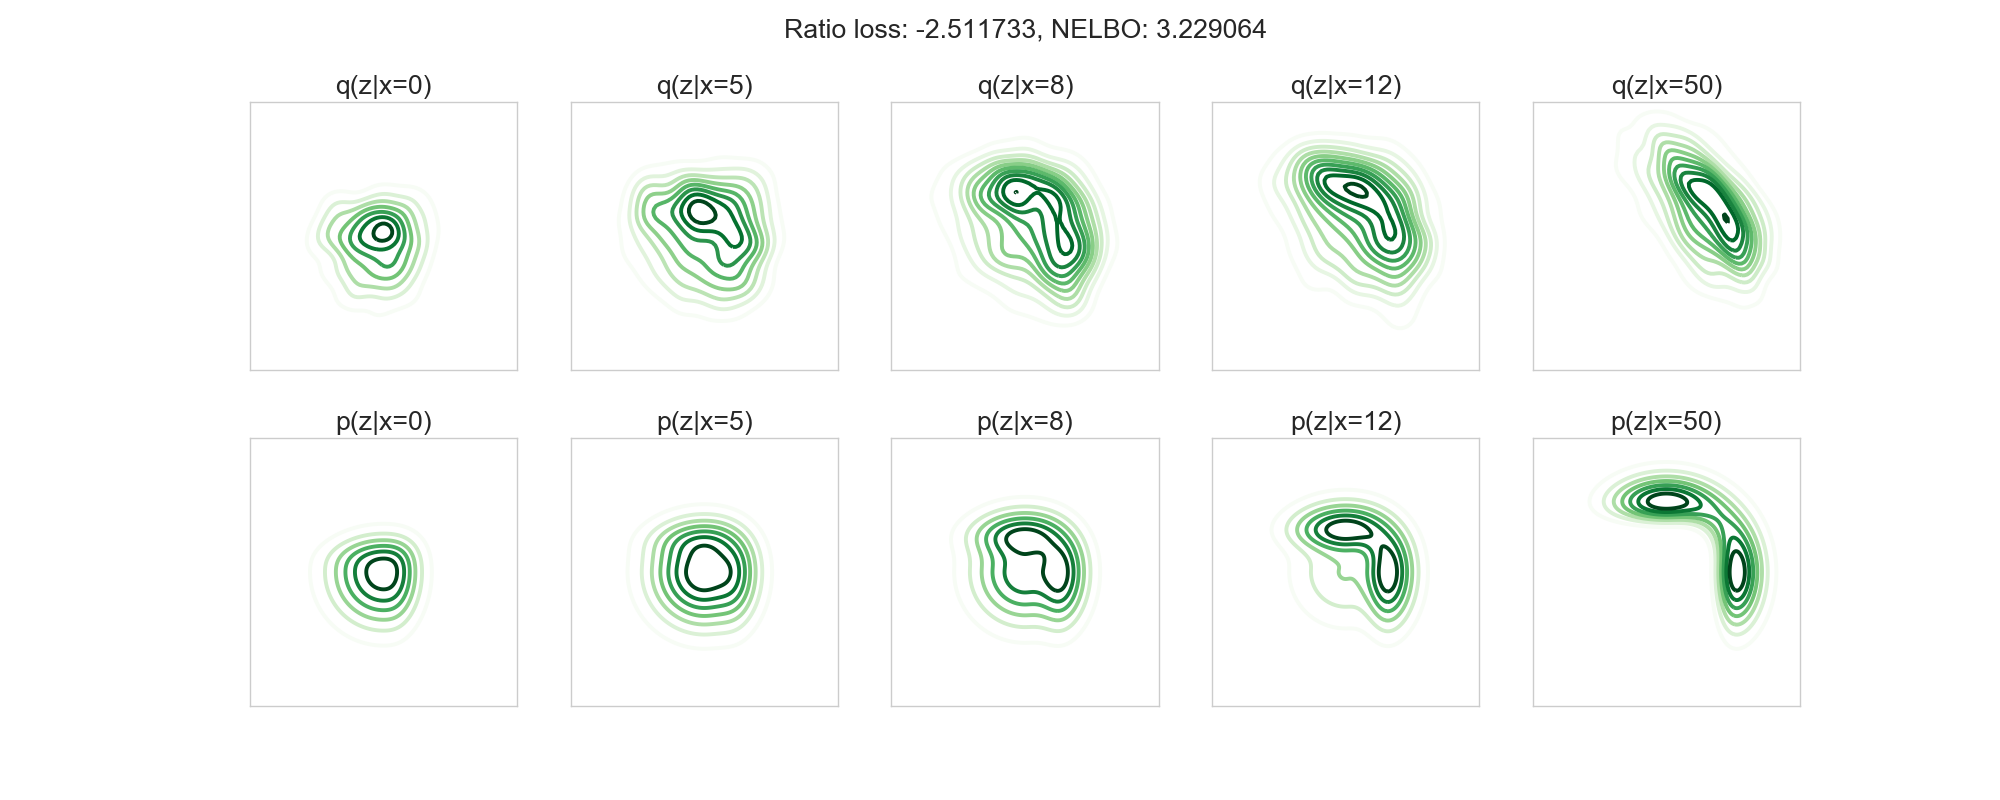 Ratio loss: -2.511733, NELBO: 3.229064
q(z|x=0) q(z|x=5) q(z|x=8) q(z|x=12) q(z|x=50)
p(z|x=0) p(z|x=5) p(z|x=8) p(z|x=12) p(z|x=50)